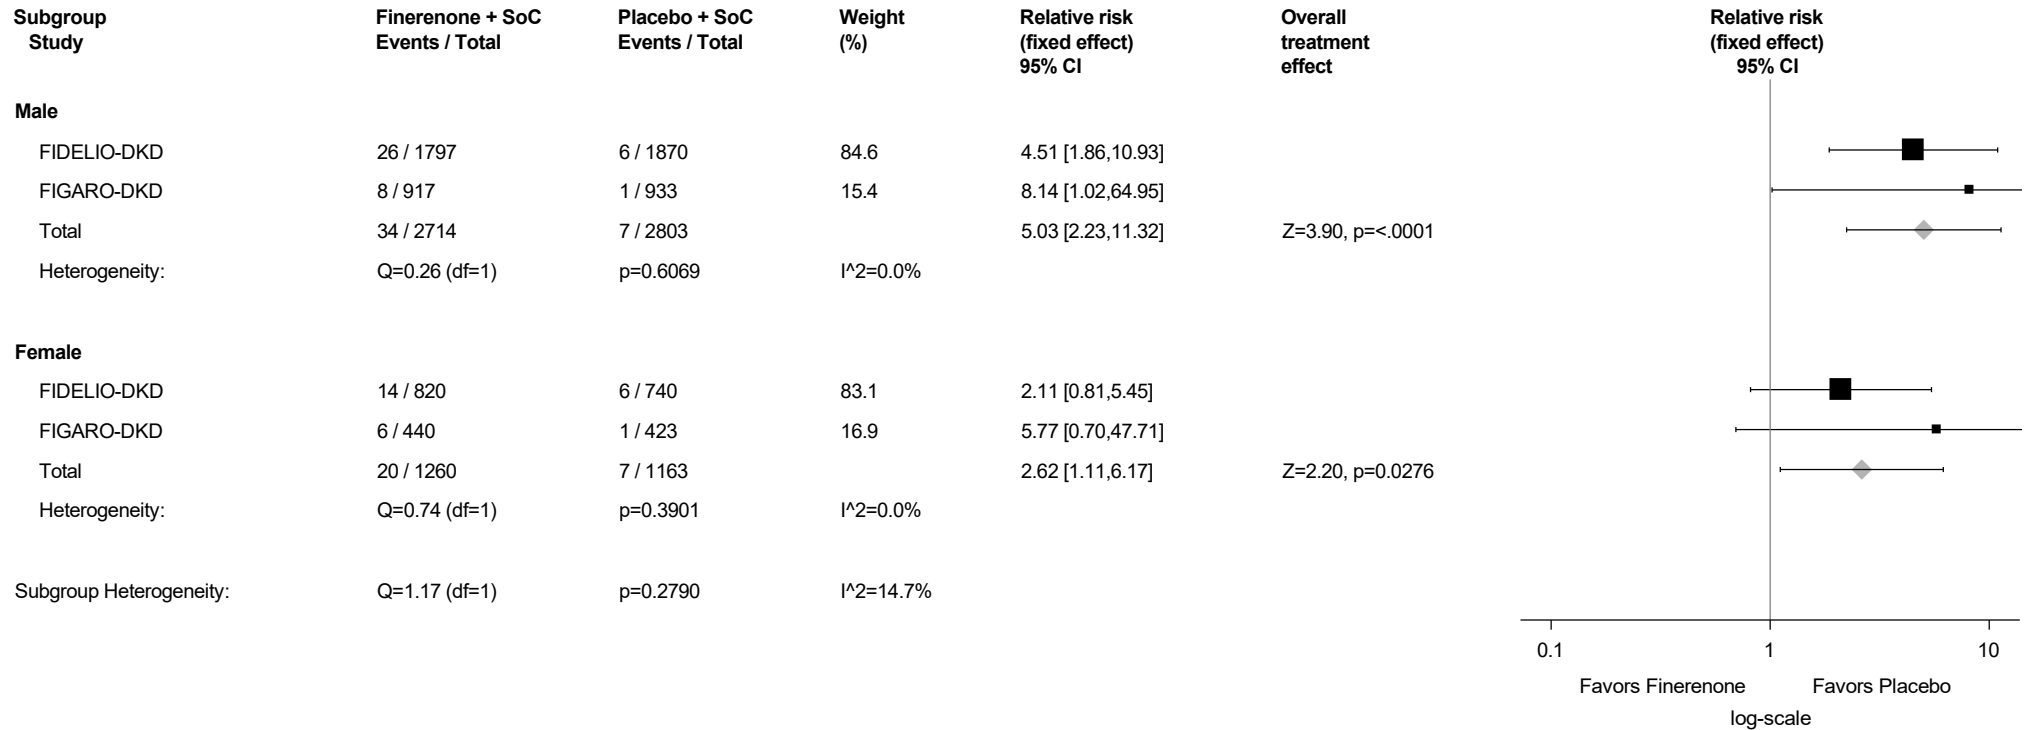 Subgroup Finerenone + SoC Placebo + SoC Weight Relative risk Overall Relative risk
Study Events / Total Events / Total (%) (fixed effect) treatment (fixed effect)
95% CI effect 95% CI
Male
FIDELIO-DKD 26 / 1797 6 / 1870 84.6 4.51 [1.86,10.93]
FIGARO-DKD 8 / 917 1 / 933 15.4 8.14 [1.02,64.95]
Total 34 / 2714 7 / 2803 5.03 [2.23,11.32] Z=3.90, p=<.0001
Heterogeneity: Q=0.26 (df=1) p=0.6069 I^2=0.0%
Female
FIDELIO-DKD 14 / 820 6 / 740 83.1 2.11 [0.81,5.45]
FIGARO-DKD 6 / 440 1 / 423 16.9 5.77 [0.70,47.71]
Total 20 / 1260 7 / 1163 2.62 [1.11,6.17] Z=2.20, p=0.0276
Heterogeneity: Q=0.74 (df=1) p=0.3901 I^2=0.0%
Subgroup Heterogeneity: Q=1.17 (df=1) p=0.2790 I^2=14.7%
0.1 1 10
Favors Finerenone Favors Placebo
log-scale